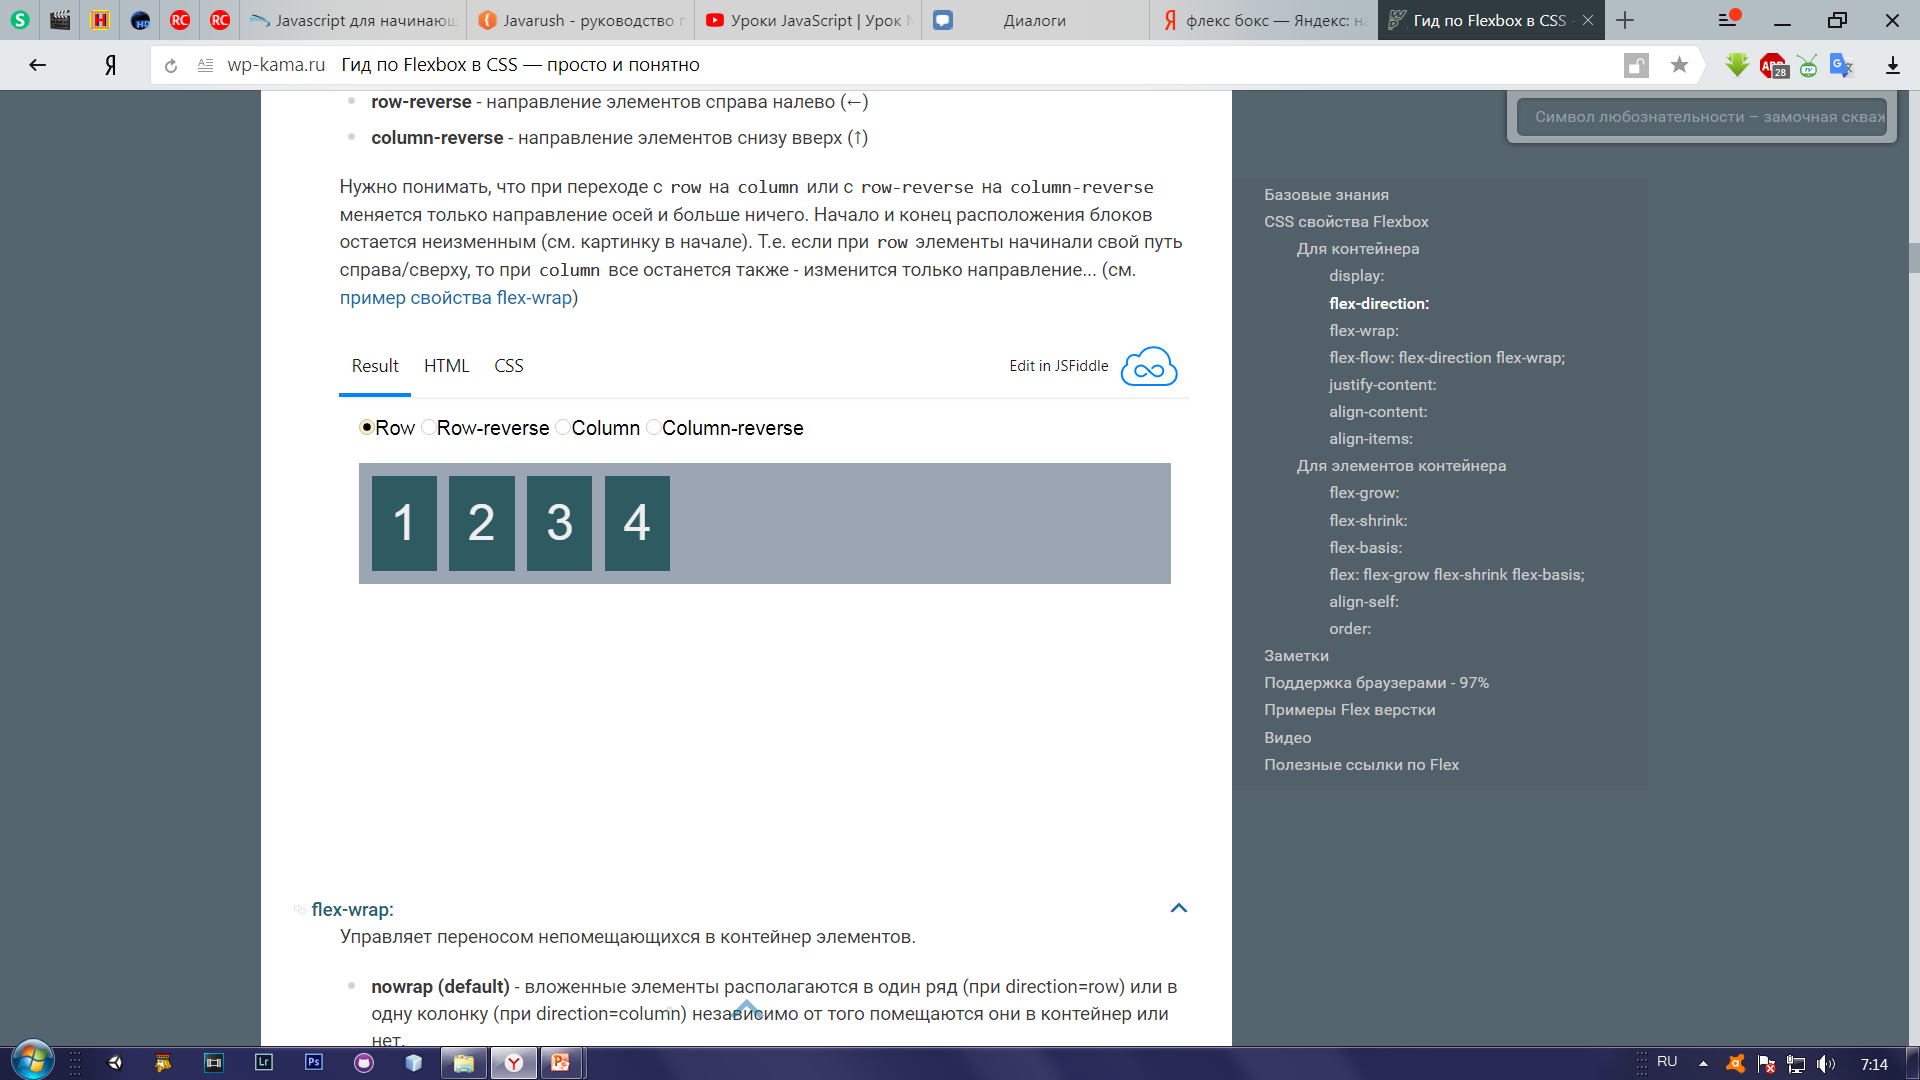 Javascript для начинающ
Javarush - руководство п
Уроки JavaScript | Урок
Диалоги
флекс бокс — Яндекс: на
Гид по Flexbox в CSS -
wp-kama.ru Гид по Flexbox в CSS — просто и понятно
28
row-reverse - направление элементов справа налево (←)
column-reverse - направление элементов снизу вверх (↑)
Нужно понимать, что при переходе с row на column или с row-reverse на column-reverse
меняется только направление осей и больше ничего. Начало и конец расположения блоков
остается неизменным (см. картинку в начале). Т.е. если при row элементы начинали свой путь
справа/сверху, то при column все останется также - изменится только направление... (см.
пример свойства flex-wrap)
Result HTML CSS
Edit in JSFiddle
Row Row-reverse Column Column-reverse
1 2 3 4
flex-wrap:
Управляет переносом непомещающихся в контейнер элементов.
nowrap (default) - вложенные элементы располагаются в один ряд (при direction=row) или в
одну колонку (при direction=column) независимо от того помещаются они в контейнер или
нет.
Символ любознательности – замочная скваж
Базовые знания
CSS свойства Flexbox
Для контейнера
display:
flex-direction:
flex-wrap:
flex-flow: flex-direction flex-wrap;
justify-content:
align-content:
align-items:
Для элементов контейнера
flex-grow:
flex-shrink:
flex-basis:
flex: flex-grow flex-shrink flex-basis;
align-self:
order:
Заметки
Поддержка браузерами - 97%
Примеры Flex верстки
Видео
Полезные ссылки по Flex
Lr
Ps
RU
7:14